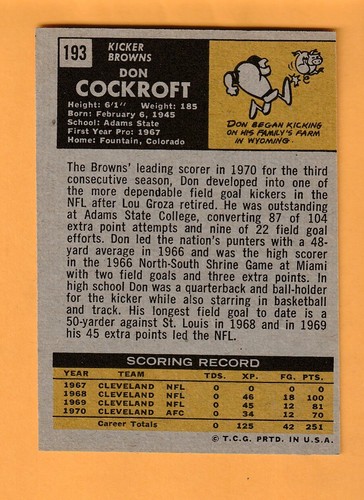 193
KICKER
BROWNS
DON
COCKROFT
Height: 6'1" Weight: 185
Born: February 6, 1945
School: Adams State
First Year Pro: 1967
Home: Fountain, Colorado
DON BEGAN KICKING
ON HIS FAMILY'S FARM
IN WYOMING
The Browns' leading scorer in 1970 for the third
consecutive season, Don developed into one of
the more dependable field goal kickers in the
NFL after Lou Groza retired. He was outstanding
at Adams State College, converting 87 of 104
extra point attempts and nine of 22 field goal
efforts. Don led the nation's punters with a 48-
yard average in 1966 and was the high scorer
in the 1966 North-South Shrine Game at Miami
with two field goals and three extra points. In
high school Don was a quarterback and ball-holder
for the kicker while also starring in basketball
and track. His longest field goal to date is a
50-yarder against St. Louis in 1968 and in 1969
his 45 extra points led the NFL.
SCORING RECORD
YEAR TEAM TDS. XP. FG. PTS.
1967 CLEVELAND NFL 0 0 0 0
1968 CLEVELAND NFL 0 46 18 100
1969 CLEVELAND NFL 0 45 12 81
1970 CLEVELAND AFC 0 34 12 70
Career Totals 0 125 42 251
© T.C.G. PRTD. IN U.S.A.